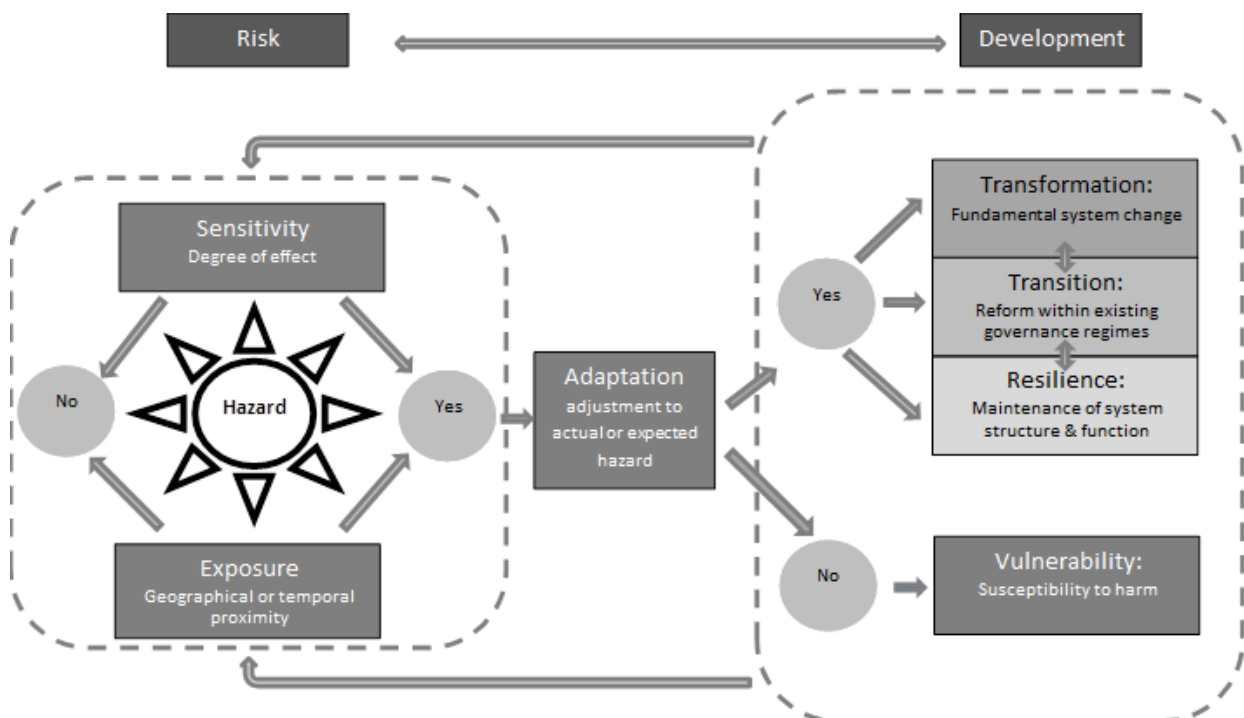 Risk
Development
Sensitivity
Degree of effect
No
Hazard
Yes
Exposure
Geographical or temporal
proximity
Adaptation
adjustment to
actual or expected
hazard
Yes
Transformation:
Fundamental system change
Transition:
Reform within existing
governance regimes
Resilience:
Maintenance of system
structure & function
No
Vulnerability:
Susceptibility to harm